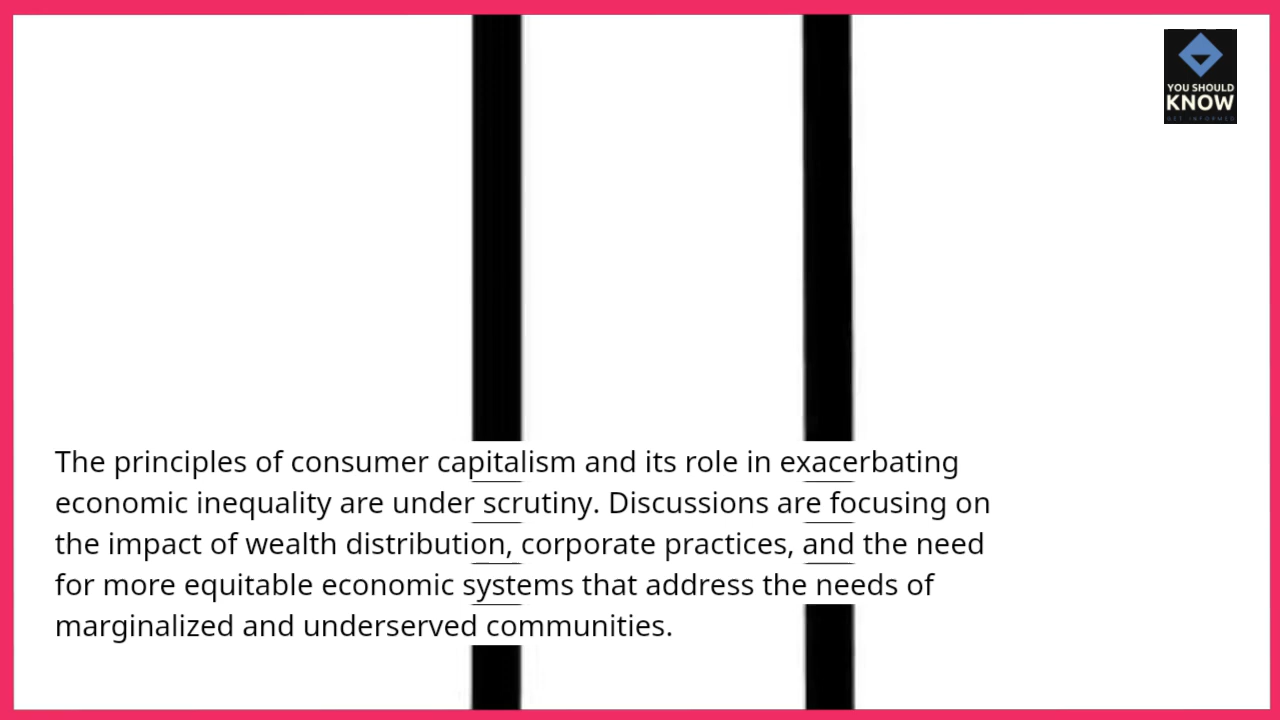 YOU SHOULD
KNOW
GET INFORMED
The principles of consumer capitalism and its role in exacerbating
economic inequality are under scrutiny. Discussions are focusing on
the impact of wealth distribution, corporate practices, and the need
for more equitable economic systems that address the needs of
marginalized and underserved communities.